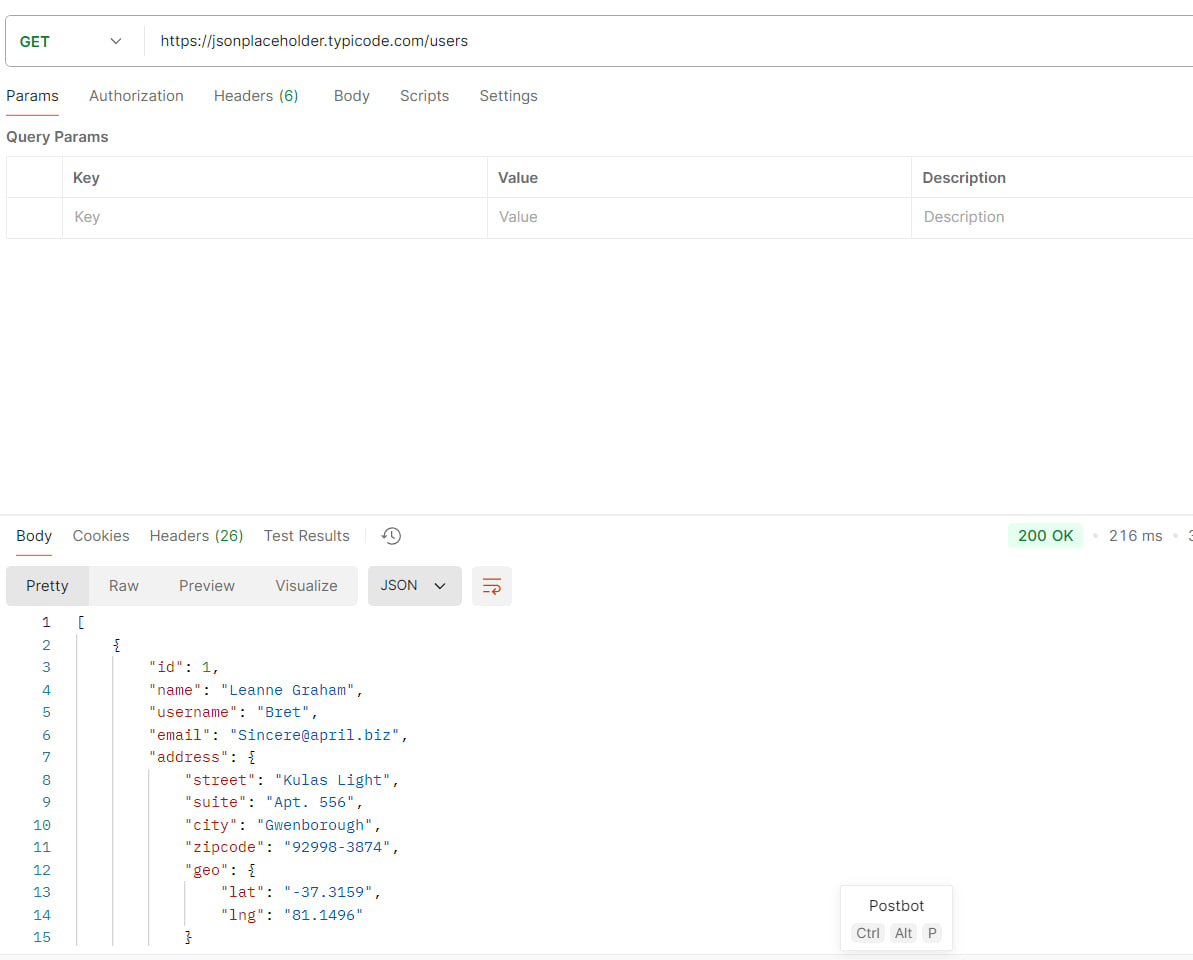 GET https://jsonplaceholder.typicode.com/users
Params Authorization Headers (6) Body Scripts Settings
Query Params
Key Value Description
Key Value Description
Body Cookies Headers (26) Test Results 200 OK 216 ms
Pretty Raw Preview Visualize JSON
1 [
2 {
3 "id": 1,
4 "name": "Leanne Graham",
5 "username": "Bret",
6 "email": "Sincere@april.biz",
7 "address": {
8 "street": "Kulas Light",
9 "suite": "Apt. 556",
10 "city": "Gwenborough",
11 "zipcode": "92998-3874",
12 "geo": {
13 "lat": "-37.3159",
14 "lng": "81.1496"
15 }
Postbot
Ctrl Alt P